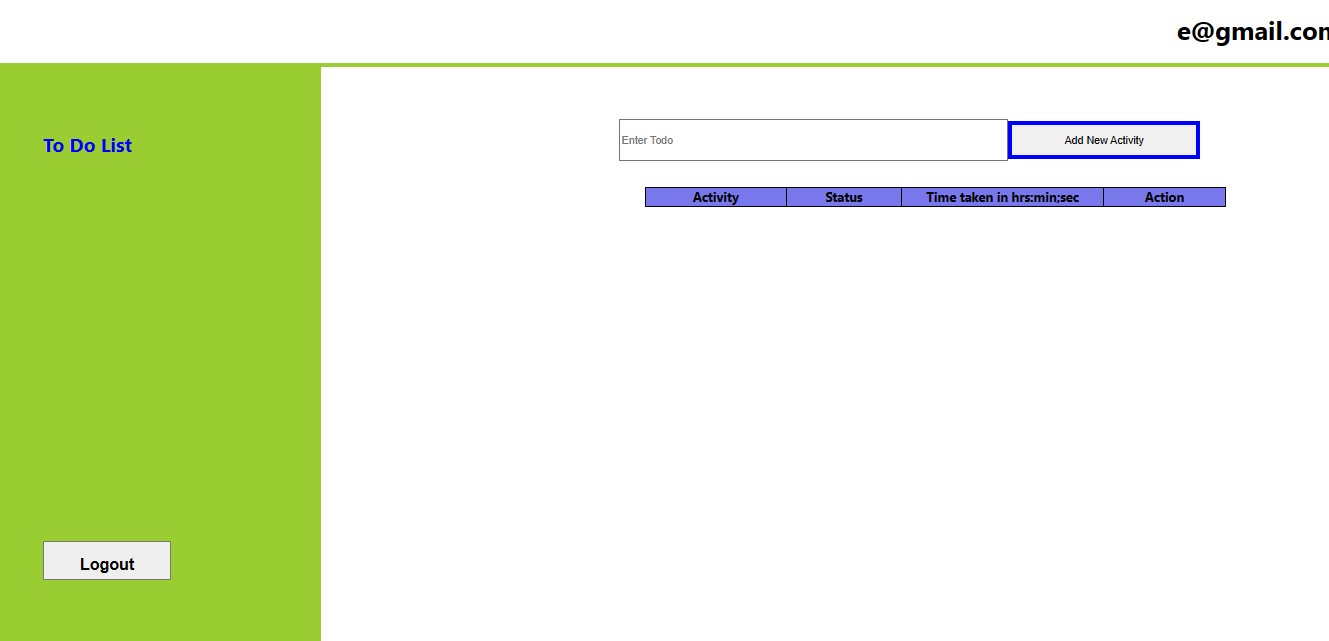 e@gmail.con
To Do List
Enter Todo
Add New Activity
Activity Status Time taken in hrs:min;sec Action
Logout